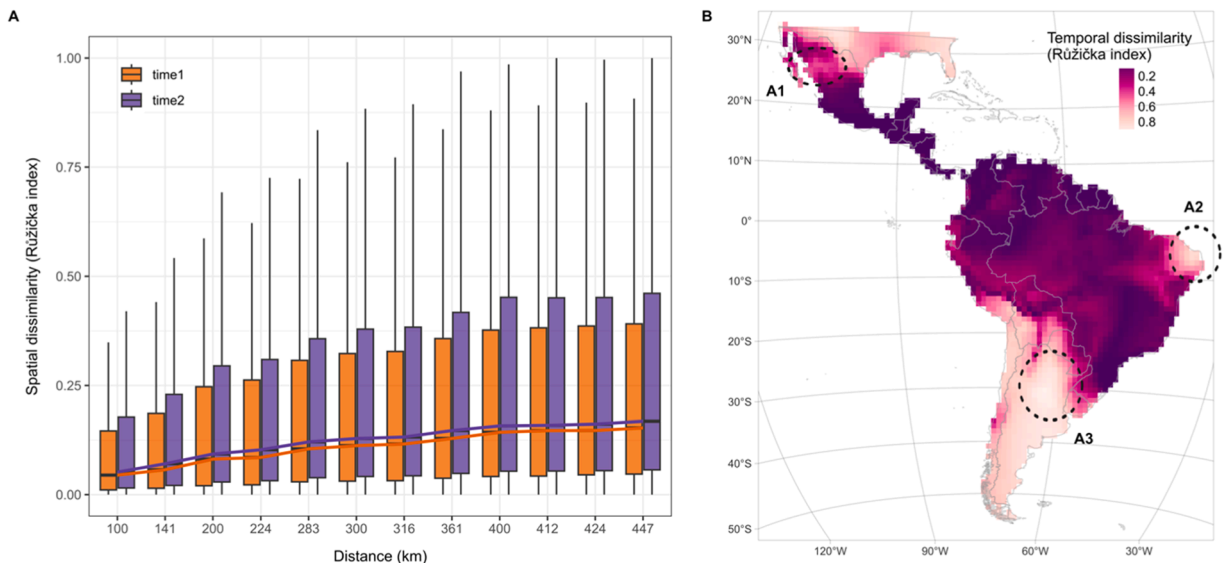 A
Spatial dissimilarity (Růžička index)
1.00
0.75
0.50
0.25
0.00
time1
time2
100 141 200 224 283 300 316 361 400 412 424 447
Distance (km)
B
Temporal dissimilarity
(Růžička index)
0.2
0.4
0.6
0.8
30°N
20°N
10°N
0°
10°S
20°S
30°S
40°S
50°S
A1
A2
A3
120°W 90°W 60°W 30°W